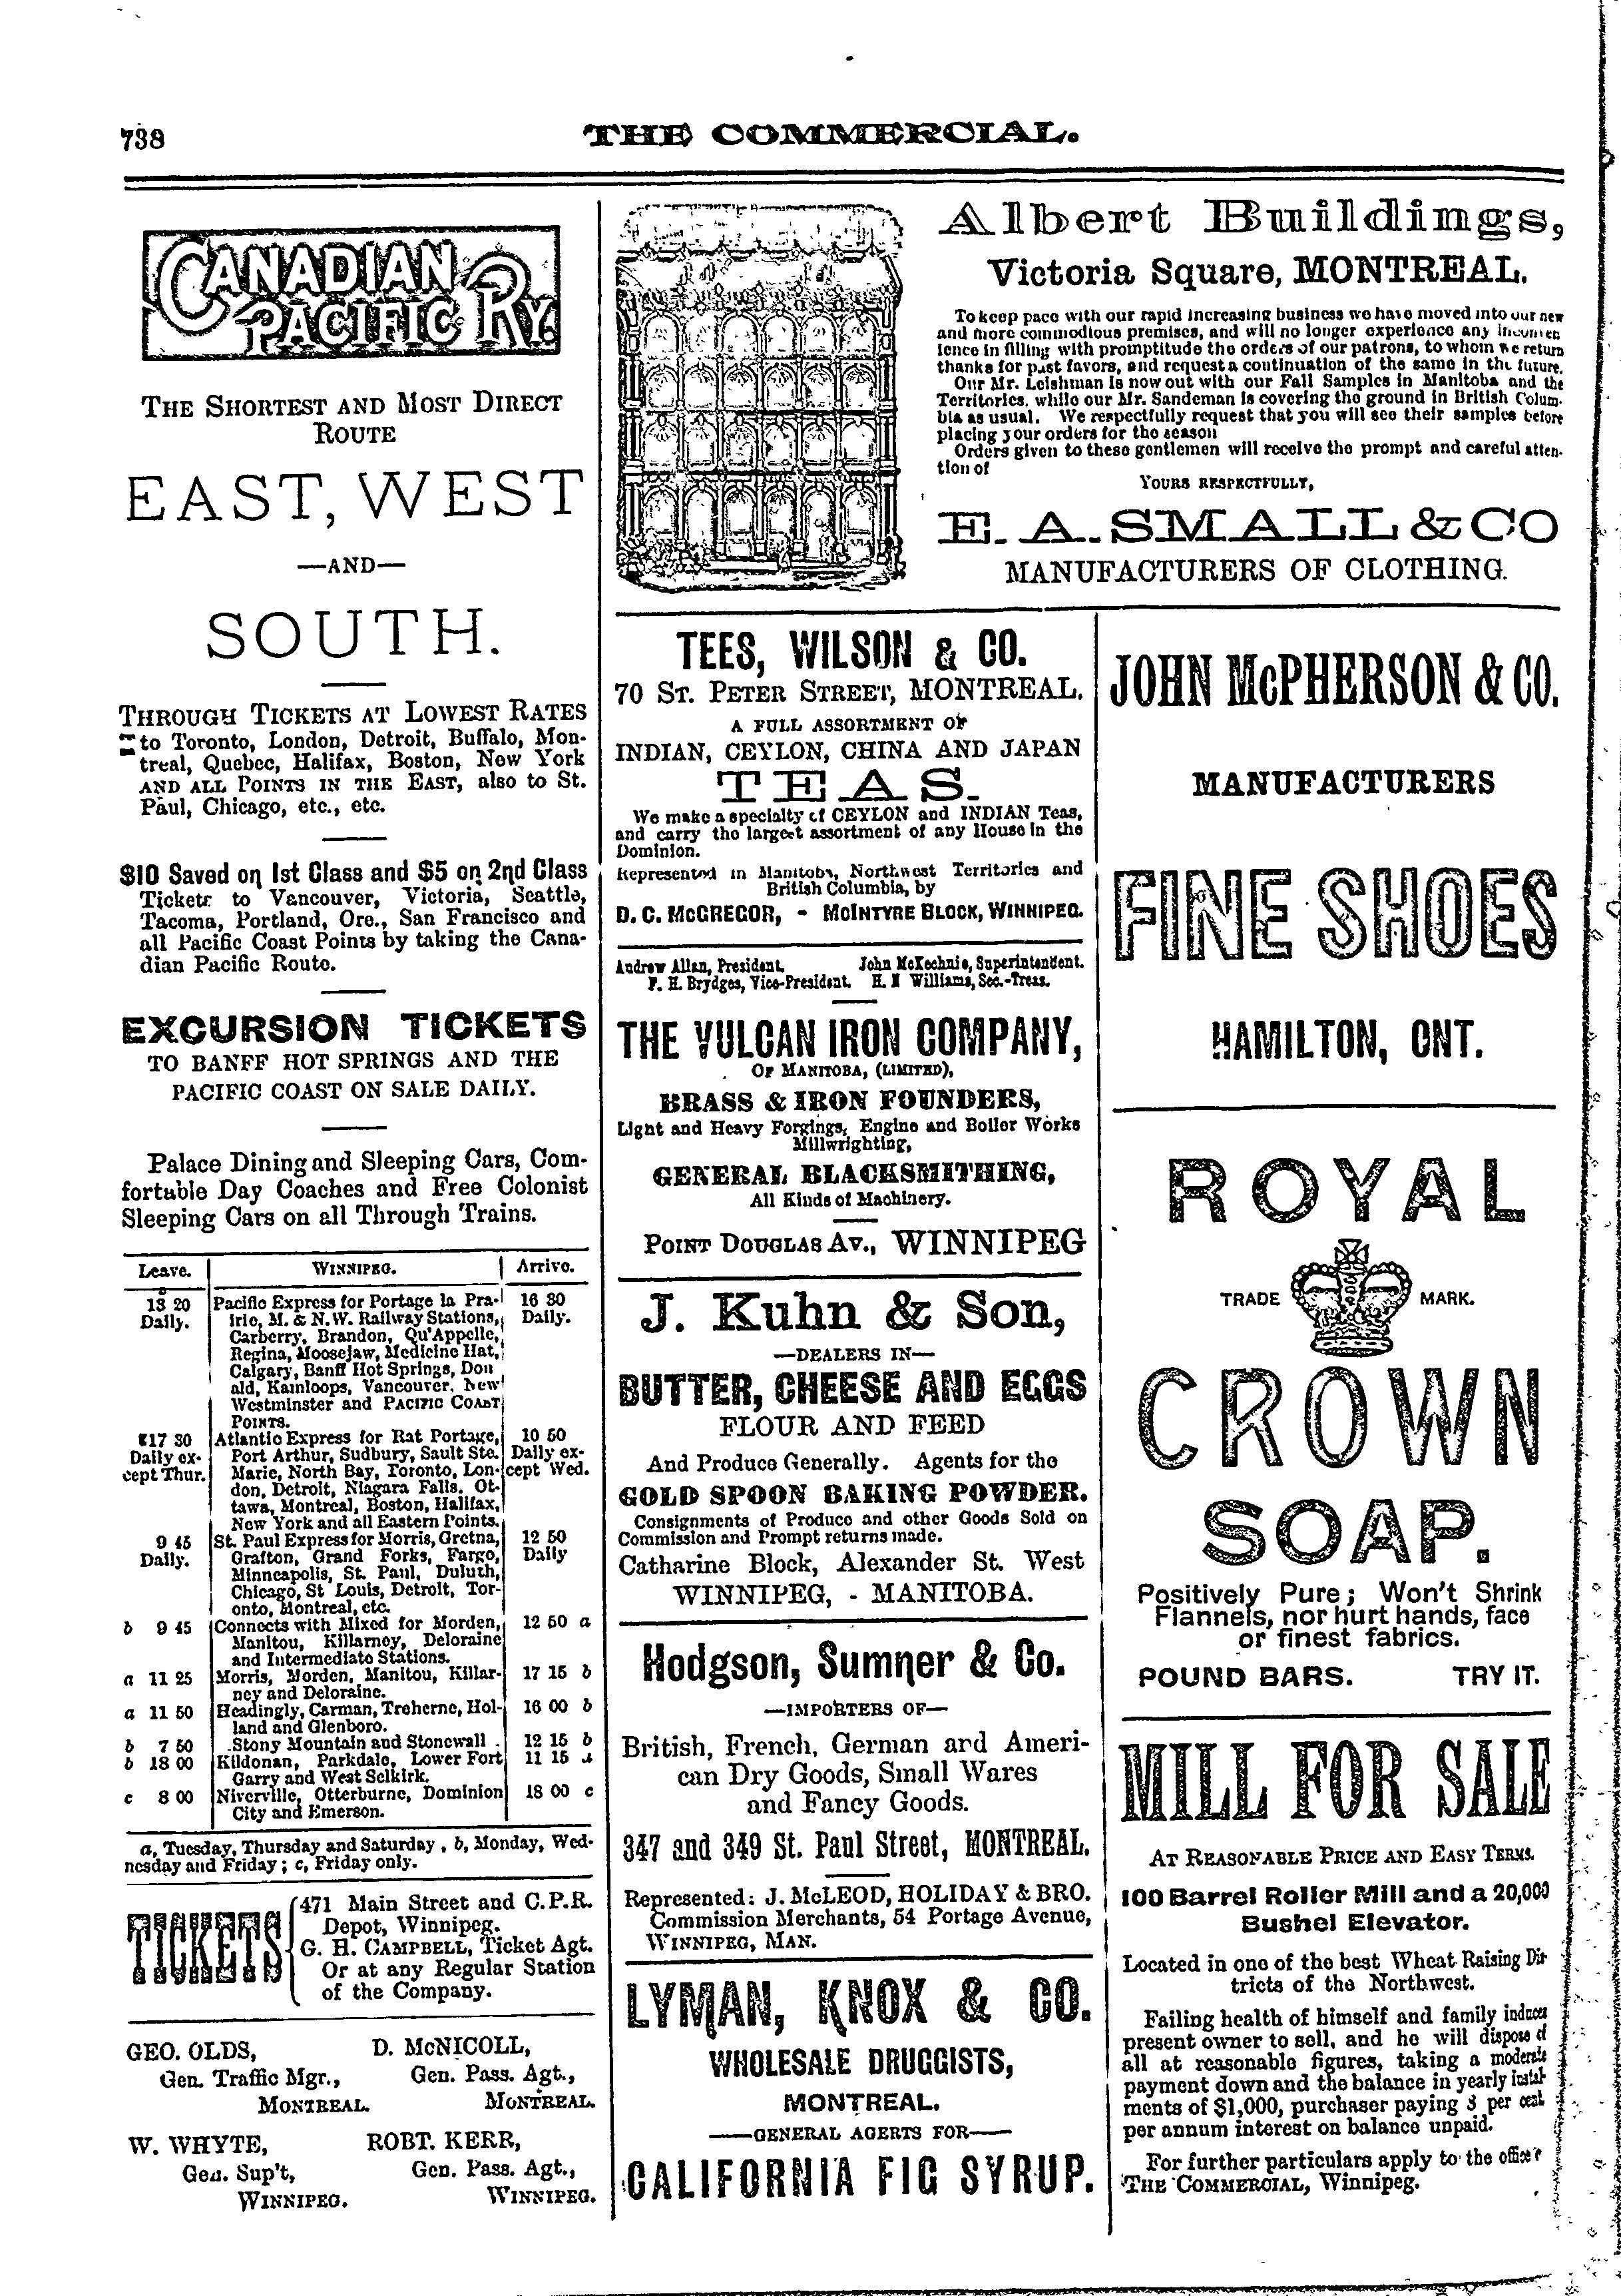 738
THE COMMERCIAL.
CANADIAN
PACIFIC RY.
THE SHORTEST AND MOST DIRECT
ROUTE
EAST, WEST
—AND—
SOUTH.
THROUGH TICKETS AT LOWEST RATES
to Toronto, London, Detroit, Buffalo, Mon-
treal, Quebec, Halifax, Boston, New York
AND ALL POINTS IN THE EAST, also to St.
Paul, Chicago, etc., etc.
$10 Saved on 1st Class and $5 on 2nd Class
Tickets to Vancouver, Victoria, Seattle,
Tacoma, Portland, Ore., San Francisco and
all Pacific Coast Points by taking the Cana-
dian Pacific Route.
EXCURSION TICKETS
TO BANFF HOT SPRINGS AND THE
PACIFIC COAST ON SALE DAILY.
Palace Dining and Sleeping Cars, Com-
fortable Day Coaches and Free Colonist
Sleeping Cars on all Through Trains.
Leave. WINNIPEG. Arrive.
13 20 Pacific Express for Portage la Pra- 16 30
Daily. irie, M. & N.W. Railway Stations, Daily.
Carberry, Brandon, Qu'Appelle,
Regina, Moosejaw, Medicine Hat,
Calgary, Banff Hot Springs, Don
ald, Kamloops, Vancouver, New
Westminster and PACIFIC COAST
POINTS.
17 30 Atlantic Express for Rat Portage, 10 50
Daily ex- Port Arthur, Sudbury, Sault Ste. Daily ex-
cept Thur. Marie, North Bay, Toronto, Lon- cept Wed.
don, Detroit, Niagara Falls. Ot-
tawa, Montreal, Boston, Halifax,
New York and all Eastern Points.
9 45 St. Paul Express for Morris, Gretna, 12 50
Daily. Grafton, Grand Forks, Fargo, Daily
Minneapolis, St. Paul, Duluth,
Chicago, St Louis, Detroit, Tor-
onto, Montreal, etc.
b 9 45 Connects with Mixed for Morden, 12 50 a
Manitou, Killarney, Deloraine
and Intermediate Stations.
a 11 25 Morris, Morden, Manitou, Killar- 17 15 b
ney and Deloraine.
a 11 50 Headingly, Carman, Treherne, Hol- 16 00 b
land and Glenboro.
b 7 50 Stony Mountain and Stonewall . 12 15 b
b 18 00 Kildonan, Parkdale, Lower Fort 11 15
Garry and West Selkirk.
c 8 00 Niverville, Otterburne, Dominion 18 00 c
City and Emerson.
a, Tuesday, Thursday and Saturday , b, Monday, Wed-
nesday and Friday ; c, Friday only.
TICKETS
471 Main Street and C.P.R.
Depot, Winnipeg.
G. H. CAMPBELL, Ticket Agt.
Or at any Regular Station
of the Company.
GEO. OLDS, D. McNICOLL,
Gen. Traffic Mgr., Gen. Pass. Agt.,
MONTREAL. MONTREAL.
W. WHYTE, ROBT. KERR,
Gen. Sup't, Gen. Pass. Agt.,
WINNIPEG. WINNIPEG.
Albert Buildings,
Victoria Square, MONTREAL.
To keep pace with our rapid increasing business we have moved into our new
and more commodious premises, and will no longer experience any inconven
ience in filling with promptitude the orders of our patrons, to whom we return
thanks for past favors, and request a continuation of the same in the future.
Our Mr. Leishman is now out with our Fall Samples in Manitoba and the
Territories, while our Mr. Sandeman is covering the ground in British Colum-
bia as usual. We respectfully request that you will see their samples before
placing your orders for the season
Orders given to these gentlemen will receive the prompt and careful atten-
tion of
YOURS RESPECTFULLY,
E. A. SMALL & CO
MANUFACTURERS OF CLOTHING.
TEES, WILSON & CO.
70 ST. PETER STREET, MONTREAL.
A FULL ASSORTMENT OF
INDIAN, CEYLON, CHINA AND JAPAN
TEAS.
We make a specialty of CEYLON and INDIAN Teas,
and carry the largest assortment of any House in the
Dominion.
Represented in Manitoba, Northwest Territories and
British Columbia, by
D. C. McGREGOR, - McINTYRE BLOCK, WINNIPEG.
Andrew Allan, President. John McKechnie, Superintendent.
F. H. Brydges, Vice-President. H. N Williams, Sec.-Treas.
THE VULCAN IRON COMPANY,
OF MANITOBA, (LIMITED),
BRASS & IRON FOUNDERS,
Light and Heavy Forgings, Engine and Boiler Works
Millwrighting,
GENERAL BLACKSMITHING,
All Kinds of Machinery.
POINT DOUGLAS AV., WINNIPEG
J. Kuhn & Son,
—DEALERS IN—
BUTTER, CHEESE AND EGGS
FLOUR AND FEED
And Produce Generally. Agents for the
GOLD SPOON BAKING POWDER.
Consignments of Produce and other Goods Sold on
Commission and Prompt returns made.
Catharine Block, Alexander St. West
WINNIPEG, - MANITOBA.
Hodgson, Sumner & Co.
—IMPORTERS OF—
British, French, German and Ameri-
can Dry Goods, Small Wares
and Fancy Goods.
347 and 349 St. Paul Street, MONTREAL.
Represented: J. McLEOD, HOLIDAY & BRO.
Commission Merchants, 54 Portage Avenue,
WINNIPEG, MAN.
LYMAN, KNOX & CO.
WHOLESALE DRUGGISTS,
MONTREAL.
——GENERAL AGERTS FOR——
CALIFORNIA FIG SYRUP.
JOHN McPHERSON & CO.
MANUFACTURERS
FINE SHOES
HAMILTON, ONT.
ROYAL
TRADE MARK.
CROWN
SOAP.
Positively Pure; Won't Shrink
Flannels, nor hurt hands, face
or finest fabrics.
POUND BARS. TRY IT.
MILL FOR SALE
AT REASONABLE PRICE AND EASY TERMS.
100 Barrel Roller Mill and a 20,000
Bushel Elevator.
Located in one of the best Wheat Raising Dis-
tricts of the Northwest.
Failing health of himself and family induces
present owner to sell, and he will dispose of
all at reasonable figures, taking a moderate
payment down and the balance in yearly instal-
ments of $1,000, purchaser paying 3 per cent
per annum interest on balance unpaid.
For further particulars apply to the office
THE COMMERCIAL, Winnipeg.